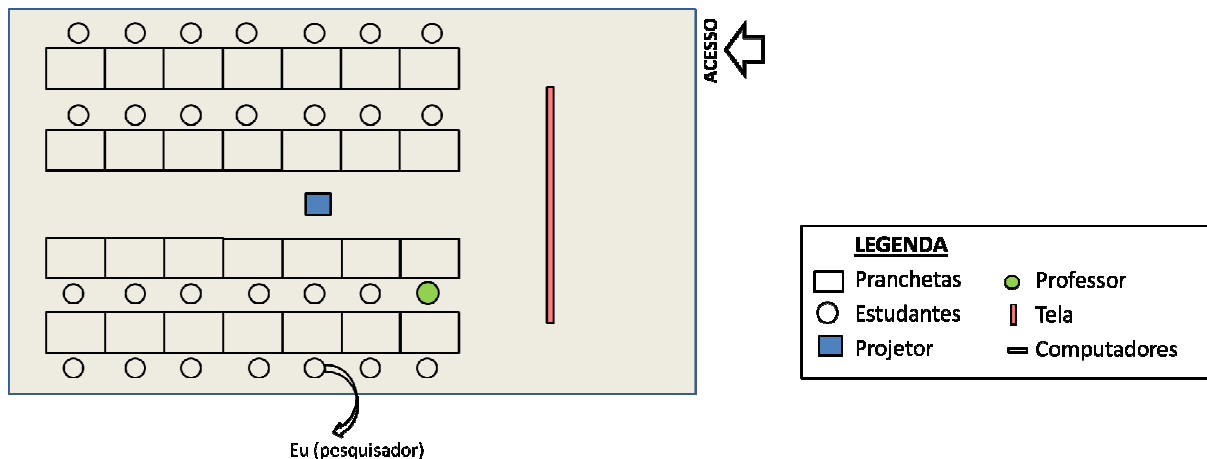 ACESSO
LEGENDA
Pranchetas
Professor
Estudantes
Tela
Projetor
Computadores
Eu (pesquisador)